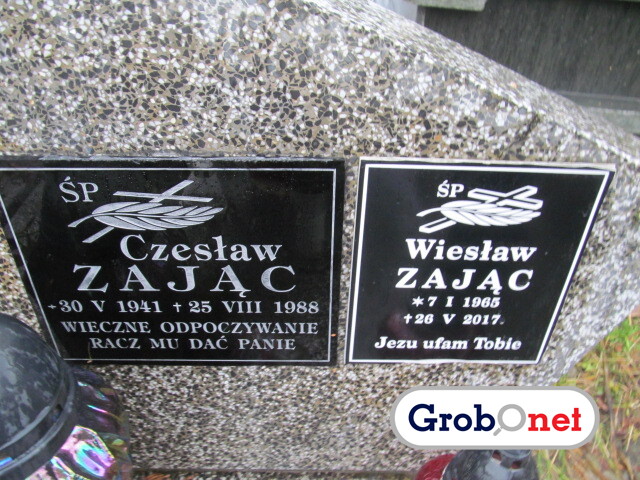 ŚP
Czesław
ZAJĄC
*30 V 1941 † 25 VIII 1988
WIECZNE ODPOCZYWANIE
RACZ MU DAĆ PANIE
ŚP
Wiesław
ZAJĄC
*7 I 1965
†26 V 2017
Jezu ufam Tobie
Grobonet